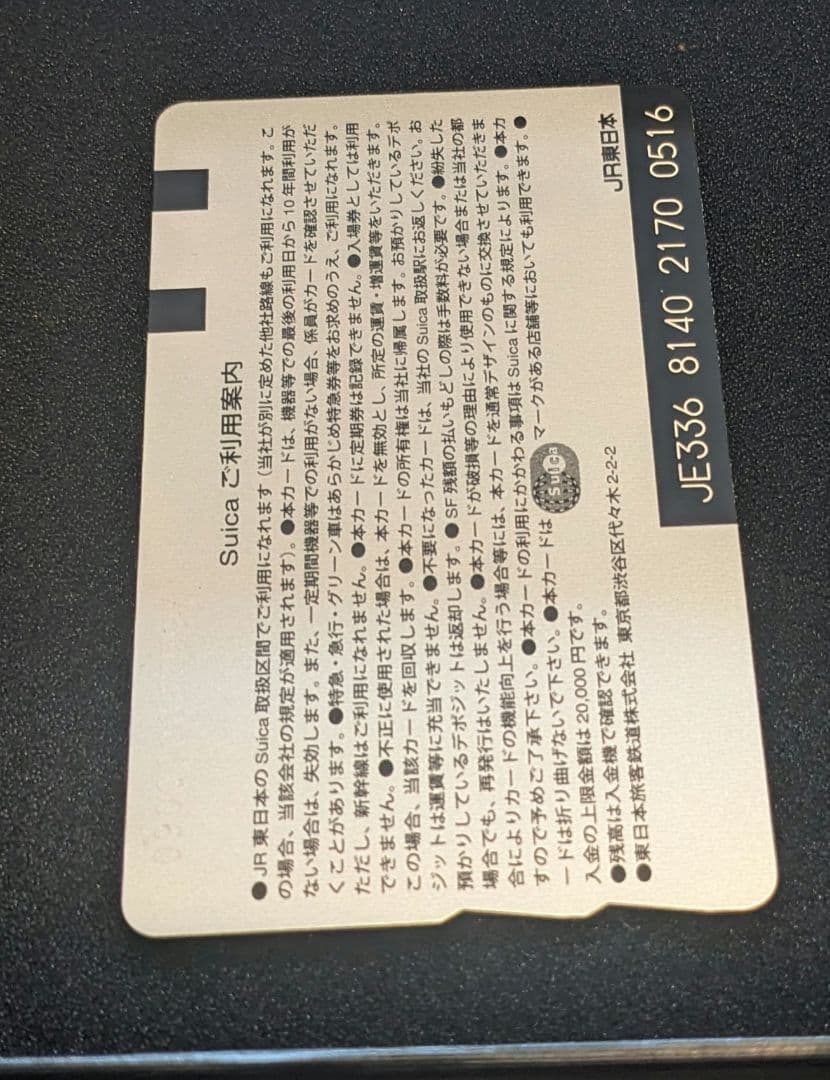 Suica ご利用案内
●JR東日本のSuica取扱区間でご利用になれます（当社が別に定めた他社路線もご利用になれます。こ
の場合、当該会社の規定が適用されます）。●本カードは、機器等での最後の利用日から10年間利用が
ない場合は、失効します。また、一定期間機器等での利用がない場合、係員がカードを確認させていただ
くことがあります。●特急・急行・グリーン車はあらかじめ特急券等をお求めのうえ、ご利用になれます。
ただし、新幹線はご利用になれません。●本カードに定期券は記録できません。●入場券としては利用
できません。●不正に使用された場合は、本カードを無効とし、所定の運賃・増運賃等をいただきます。
この場合、当該カードを回収します。●本カードの所有権は当社に帰属します。お預かりしているデポ
ジットは運賃等に充当できません。●不要になったカードは、当社のSuica取扱駅にお返しください。お
預かりしているデポジットは返却します。●SF残額の払いもどしの際は手数料が必要です。●紛失した
場合でも、再発行はいたしません。●本カードが破損等の理由により使用できない場合または当社の都
合によりカードの機能向上を行う場合等には、本カードを通常デザインのものに交換させていただきま
すので予めご了承下さい。●本カードの利用にかかわる事項はSuicaに関する規定によります。●本カ
ードは折り曲げないで下さい。●本カードは Suica マークがある店舗等においても利用できます。●
入金の上限金額は20,000円です。
●残高は入金機で確認できます。
●東日本旅客鉄道株式会社 東京都渋谷区代々木2-2-2
JR東日本
JE336 8140 2170 0516